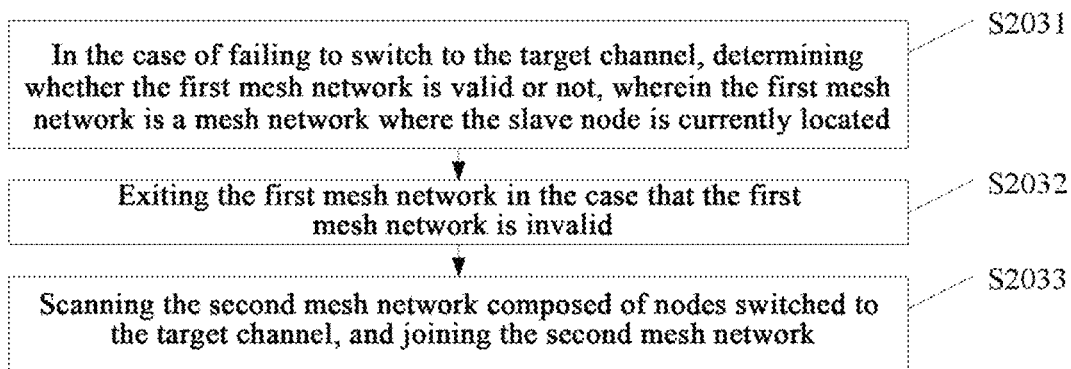 S2031
In the case of failing to switch to the target channel, determining
whether the first mesh network is valid or not, wherein the first mesh
network is a mesh network where the slave node is currently located
S2032
Exiting the first mesh network in the case that the first
mesh network is invalid
S2033
Scanning the second mesh network composed of nodes switched to
the target channel, and joining the second mesh network